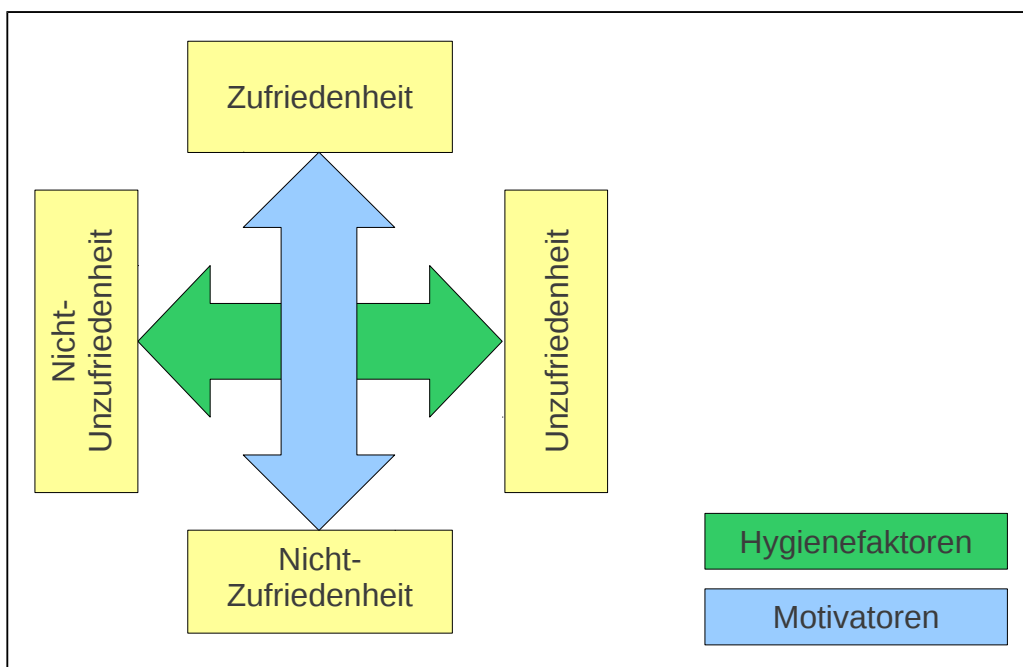 Zufriedenheit
Nicht-
Unzufriedenheit
Unzufriedenheit
Nicht-
Zufriedenheit
Hygienefaktoren
Motivatoren